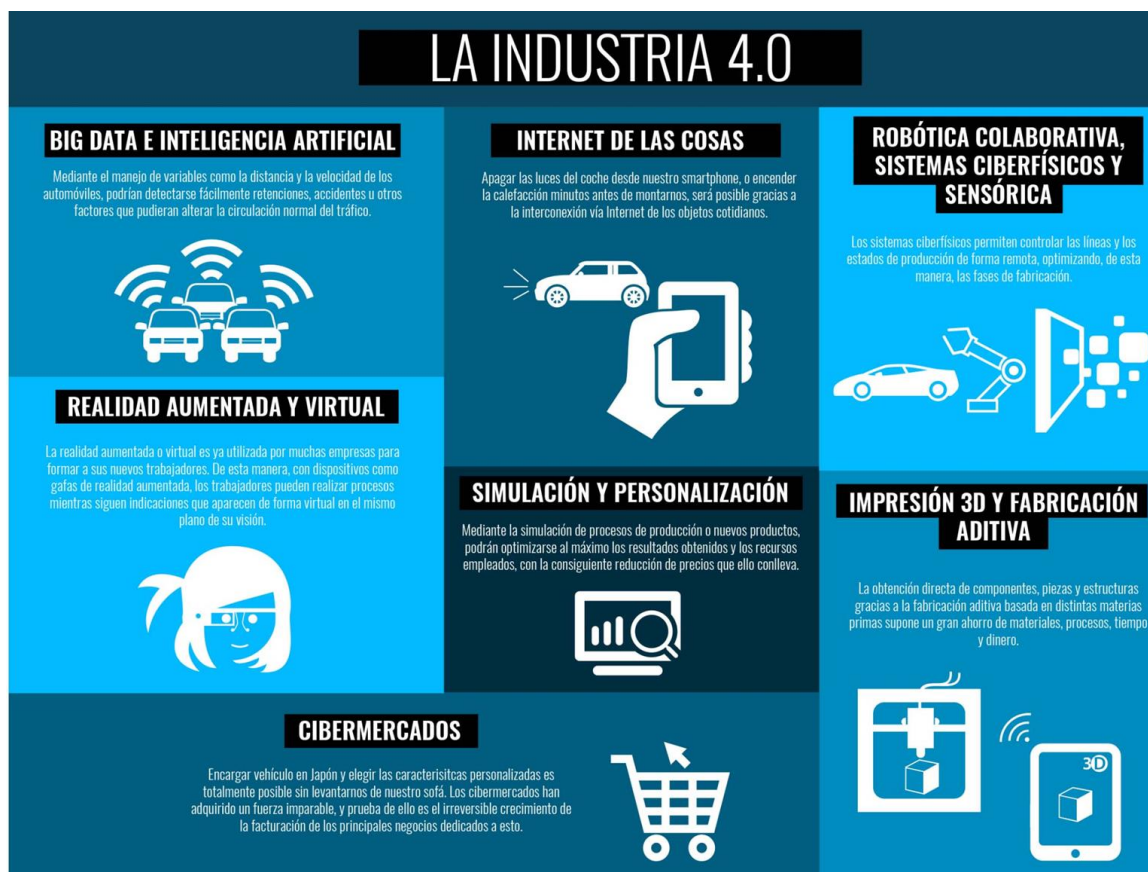 LA INDUSTRIA 4.0
BIG DATA E INTELIGENCIA ARTIFICIAL
Mediante el manejo de variables como la distancia y la velocidad de los
automóviles, podrían detectarse fácilmente retenciones, accidentes u otros
factores que pudieran alterar la circulación normal del tráfico.
INTERNET DE LAS COSAS
Apagar las luces del coche desde nuestro smartphone, o encender
la calefacción minutos antes de montarnos, será posible gracias a
la interconexión vía Internet de los objetos cotidianos.
ROBÓTICA COLABORATIVA,
SISTEMAS CIBERFÍSICOS Y
SENSÓRICA
Los sistemas ciberfísicos permiten controlar las líneas y los
estados de producción de forma remota, optimizando, de esta
manera, las fases de fabricación.
REALIDAD AUMENTADA Y VIRTUAL
La realidad aumentada o virtual es ya utilizada por muchas empresas para
formar a sus nuevos trabajadores. De esta manera, con dispositivos como
gafas de realidad aumentada, los trabajadores pueden realizar procesos
mientras siguen indicaciones que aparecen de forma virtual en el mismo
plano de su visión.
SIMULACIÓN Y PERSONALIZACIÓN
Mediante la simulación de procesos de producción o nuevos productos,
podrán optimizarse al máximo los resultados obtenidos y los recursos
empleados, con la consiguiente reducción de precios que ello conlleva.
IMPRESIÓN 3D Y FABRICACIÓN
ADITIVA
La obtención directa de componentes, piezas y estructuras
gracias a la fabricación aditiva basada en distintas materias
primas supone un gran ahorro de materiales, procesos, tiempo
y dinero.
3D
CIBERMERCADOS
Encargar vehículo en Japón y elegir las caracterisitcas personalizadas es
totalmente posible sin levantarnos de nuestro sofá. Los cibermercados han
adquirido un fuerza imparable, y prueba de ello es el irreversible crecimiento de
la facturación de los principales negocios dedicados a esto.